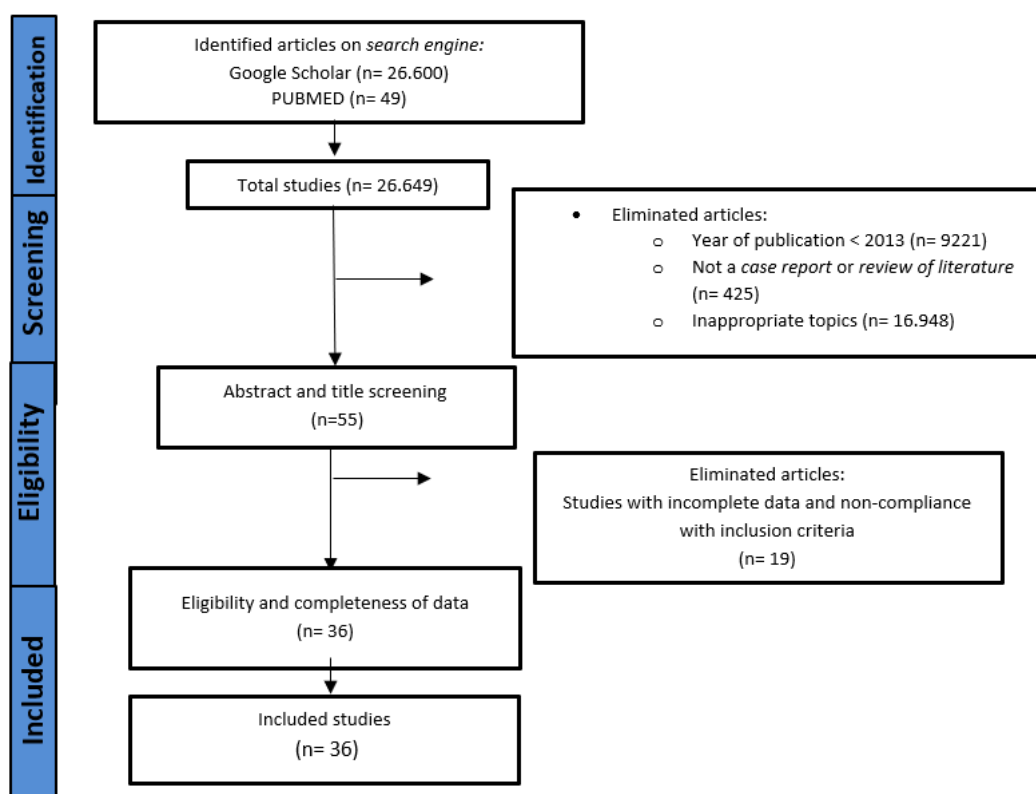 Identification
Identified articles on search engine:
Google Scholar (n= 26.600)
PUBMED (n= 49)
Total studies (n= 26.649)
Screening
• Eliminated articles:
o Year of publication < 2013 (n= 9221)
o Not a case report or review of literature
(n= 425)
o Inappropriate topics (n= 16.948)
Eligibility
Abstract and title screening
(n=55)
Eliminated articles:
Studies with incomplete data and non-compliance
with inclusion criteria
(n= 19)
Included
Eligibility and completeness of data
(n= 36)
Included studies
(n= 36)